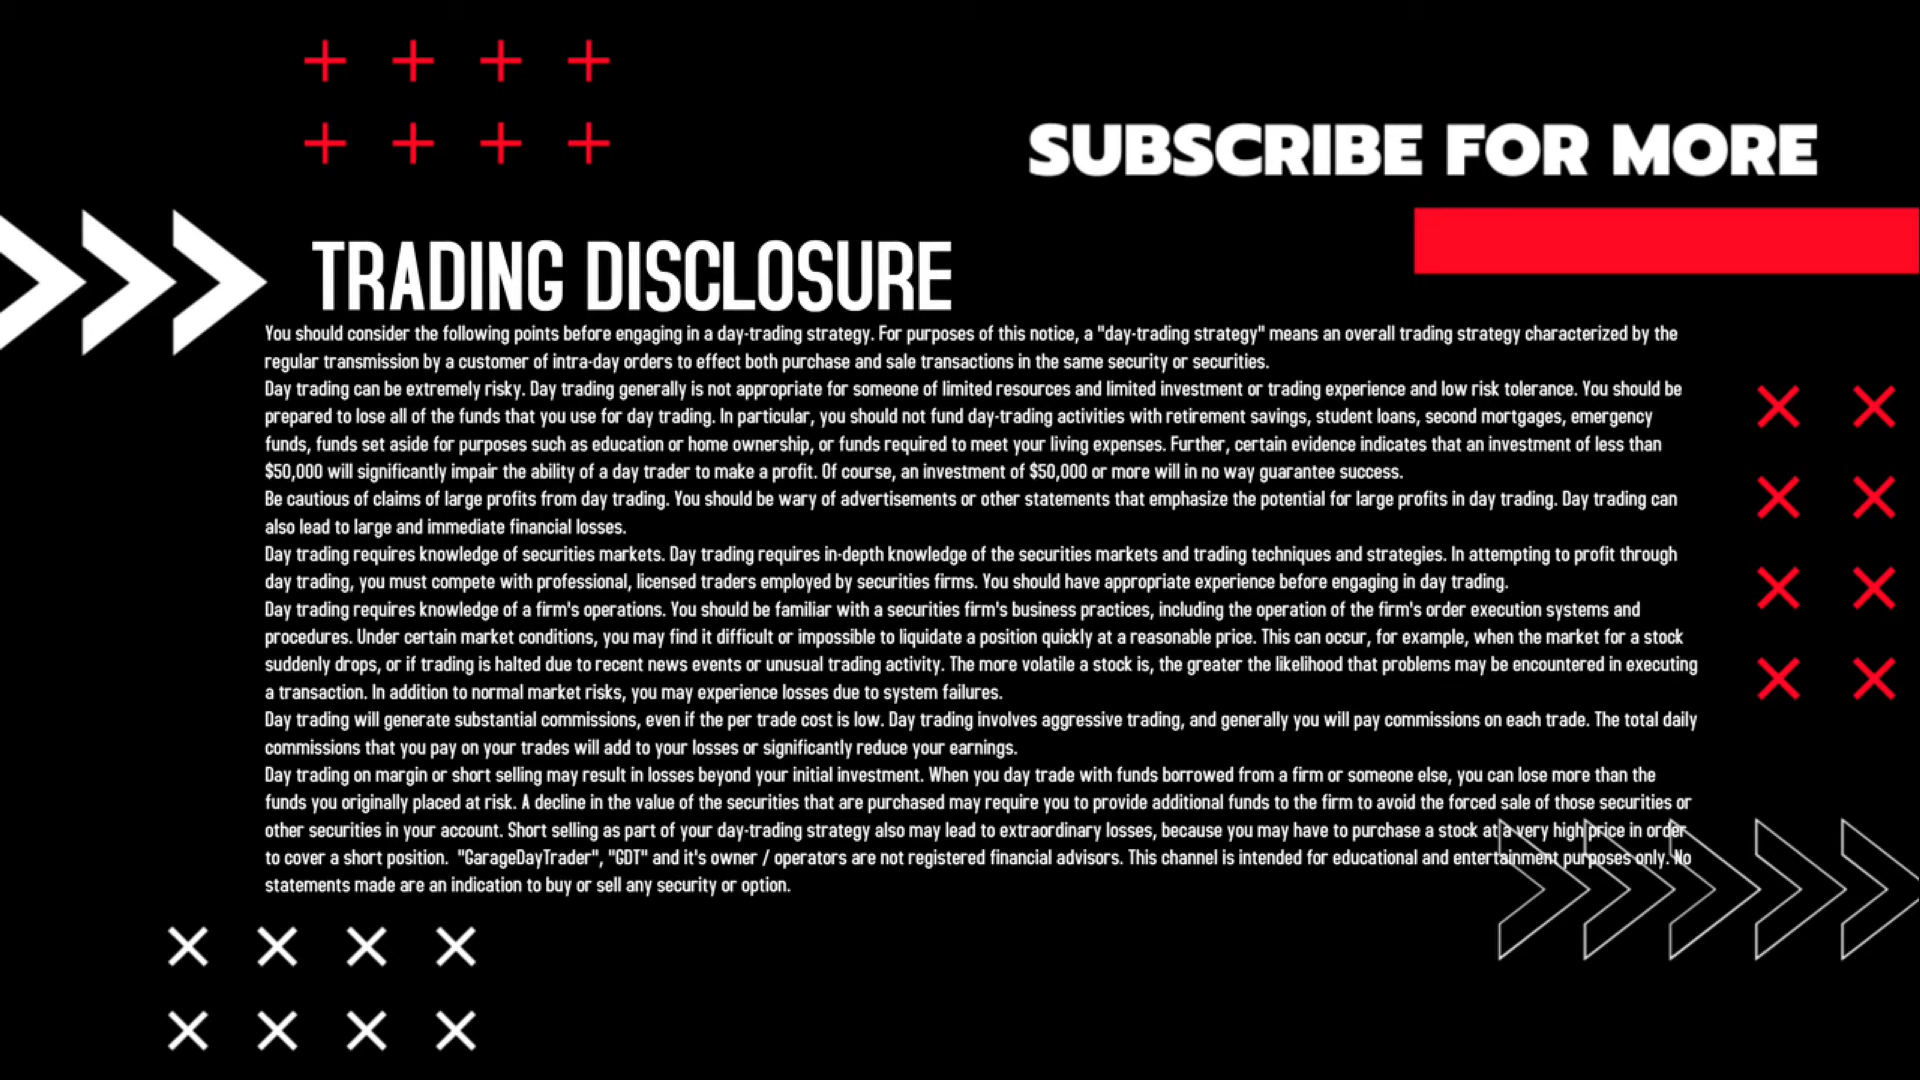 SUBSCRIBE FOR MORE
TRADING DISCLOSURE
You should consider the following points before engaging in a day-trading strategy. For purposes of this notice, a "day-trading strategy" means an overall trading strategy characterized by the
regular transmission by a customer of intra-day orders to effect both purchase and sale transactions in the same security or securities.
Day trading can be extremely risky. Day trading generally is not appropriate for someone of limited resources and limited investment or trading experience and low risk tolerance. You should be
prepared to lose all of the funds that you use for day trading. In particular, you should not fund day-trading activities with retirement savings, student loans, second mortgages, emergency
funds, funds set aside for purposes such as education or home ownership, or funds required to meet your living expenses. Further, certain evidence indicates that an investment of less than
$50,000 will significantly impair the ability of a day trader to make a profit. Of course, an investment of $50,000 or more will in no way guarantee success.
Be cautious of claims of large profits from day trading. You should be wary of advertisements or other statements that emphasize the potential for large profits in day trading. Day trading can
also lead to large and immediate financial losses.
Day trading requires knowledge of securities markets. Day trading requires in-depth knowledge of the securities markets and trading techniques and strategies. In attempting to profit through
day trading, you must compete with professional, licensed traders employed by securities firms. You should have appropriate experience before engaging in day trading.
Day trading requires knowledge of a firm's operations. You should be familiar with a securities firm's business practices, including the operation of the firm's order execution systems and
procedures. Under certain market conditions, you may find it difficult or impossible to liquidate a position quickly at a reasonable price. This can occur, for example, when the market for a stock
suddenly drops, or if trading is halted due to recent news events or unusual trading activity. The more volatile a stock is, the greater the likelihood that problems may be encountered in executing
a transaction. In addition to normal market risks, you may experience losses due to system failures.
Day trading will generate substantial commissions, even if the per trade cost is low. Day trading involves aggressive trading, and generally you will pay commissions on each trade. The total daily
commissions that you pay on your trades will add to your losses or significantly reduce your earnings.
Day trading on margin or short selling may result in losses beyond your initial investment. When you day trade with funds borrowed from a firm or someone else, you can lose more than the
funds you originally placed at risk. A decline in the value of the securities that are purchased may require you to provide additional funds to the firm to avoid the forced sale of those securities or
other securities in your account. Short selling as part of your day-trading strategy also may lead to extraordinary losses, because you may have to purchase a stock at a very high price in order
to cover a short position.  "GarageDayTrader", "GDT" and it's owner / operators are not registered financial advisors. This channel is intended for educational and entertainment purposes only. No
statements made are an indication to buy or sell any security or option.